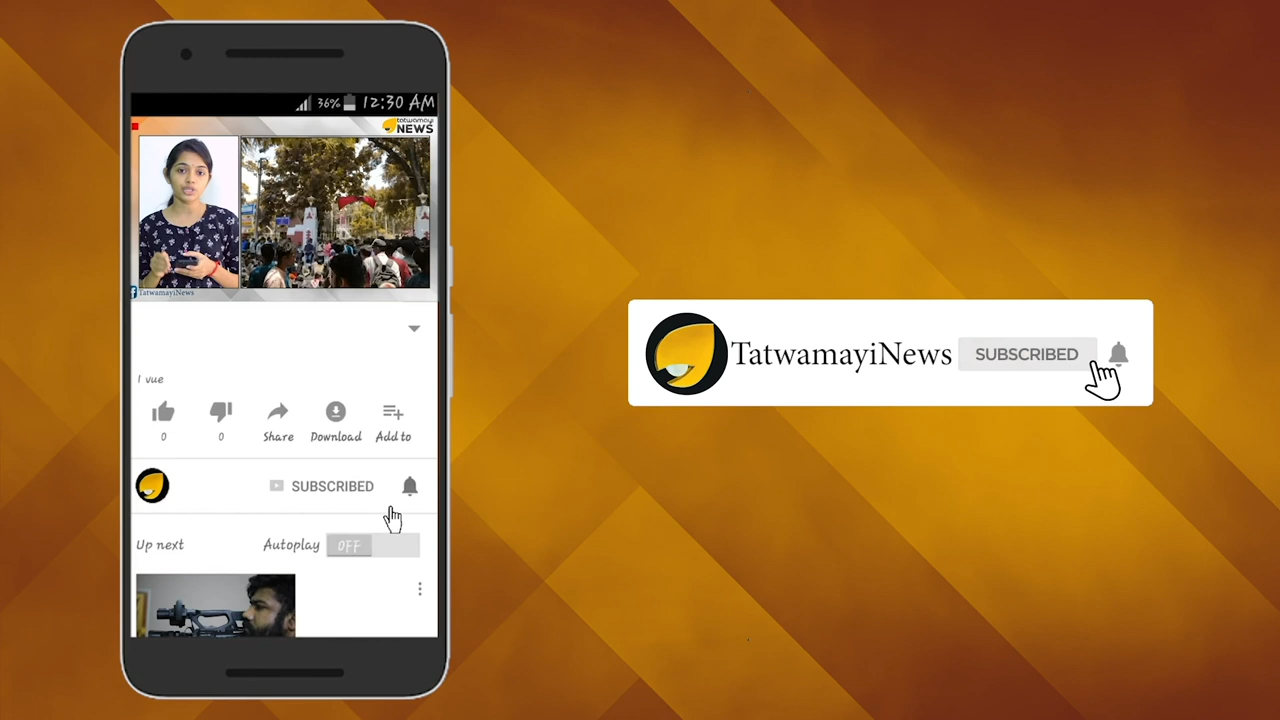 36% 12:30 AM
tatwamayi
NEWS
TatwamayiNews
1 vue
0 0 Share Download Add to
SUBSCRIBED
Up next Autoplay OFF
TatwamayiNews SUBSCRIBED